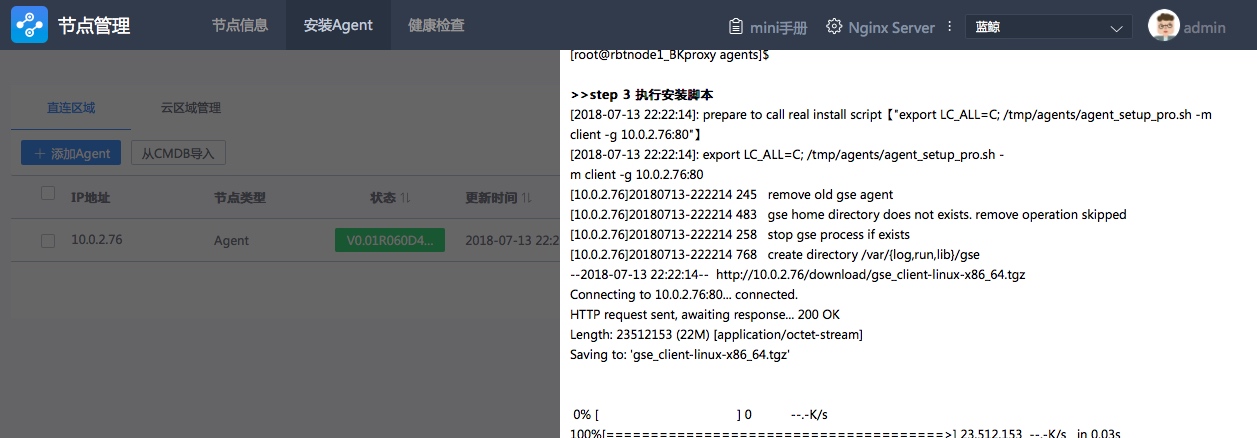 节点管理
节点信息
安装Agent
健康检查
mini手册
Nginx Server
蓝鲸
admin
直连区域
云区域管理
+ 添加Agent
从CMDB导入
IP地址
节点类型
状态
更新时间
10.0.2.76
Agent
V0.01R060D4...
2018-07-13 22:2
[root@rbtnode1_BKproxy agents]$
>>step 3 执行安装脚本
[2018-07-13 22:22:14]: prepare to call real install script【"export LC_ALL=C; /tmp/agents/agent_setup_pro.sh -m
client -g 10.0.2.76:80"】
[2018-07-13 22:22:14]: export LC_ALL=C; /tmp/agents/agent_setup_pro.sh -
m client -g 10.0.2.76:80
[10.0.2.76]20180713-222214 245 remove old gse agent
[10.0.2.76]20180713-222214 483 gse home directory does not exists. remove operation skipped
[10.0.2.76]20180713-222214 258 stop gse process if exists
[10.0.2.76]20180713-222214 768 create directory /var/{log,run,lib}/gse
--2018-07-13 22:22:14-- http://10.0.2.76/download/gse_client-linux-x86_64.tgz
Connecting to 10.0.2.76:80... connected.
HTTP request sent, awaiting response... 200 OK
Length: 23512153 (22M) [application/octet-stream]
Saving to: 'gse_client-linux-x86_64.tgz'
0% [ ] 0 --.-K/s
100%[======================================>] 23,512,153 --.-K/s in 0.03s